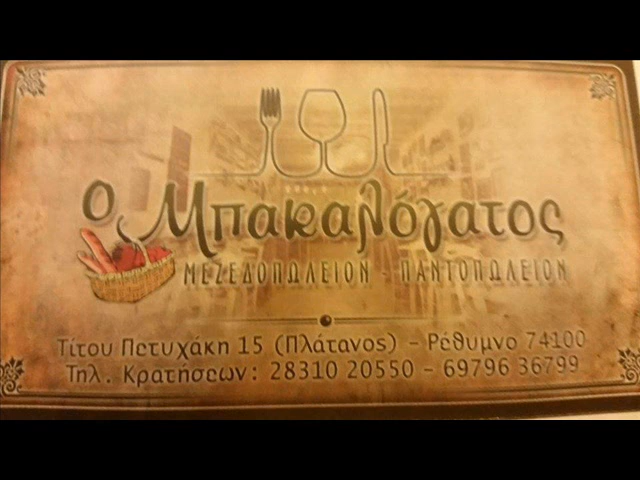 Ο Μπακαλόγατος
ΜΕΖΕΔΟΠΩΛΕΙΟΝ - ΠΑΝΤΟΠΩΛΕΙΟΝ
Τίτου Πετυχάκη 15 (Πλάτανος) - Ρέθυμνο 74100
Τηλ. Κρατήσεων: 28310 20550 - 69796 36799